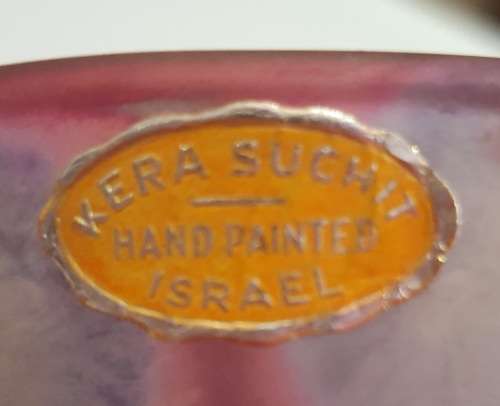 KERA SUCHIT
HAND PAINTED
ISRAEL